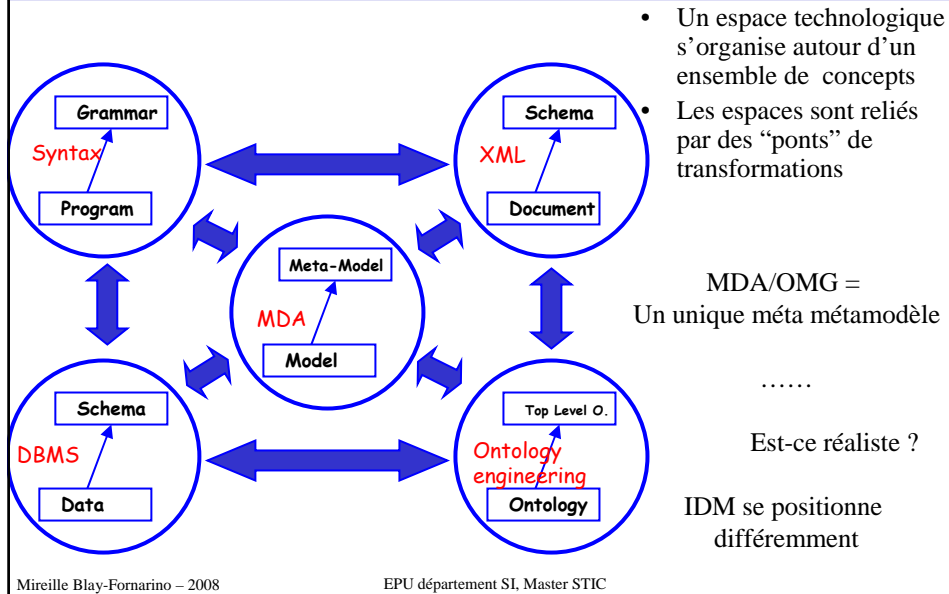 Grammar
Syntax
Program
Schema
XML
Document
Meta-Model
MDA
Model
Schema
DBMS
Data
Top Level O.
Ontology
engineering
Ontology
• Un espace technologique
s’organise autour d’un
ensemble de concepts
• Les espaces sont reliés
par des “ponts” de
transformations
MDA/OMG =
Un unique méta métamodèle
……
Est-ce réaliste ?
IDM se positionne
différemment
Mireille Blay-Fornarino – 2008
EPU département SI, Master STIC